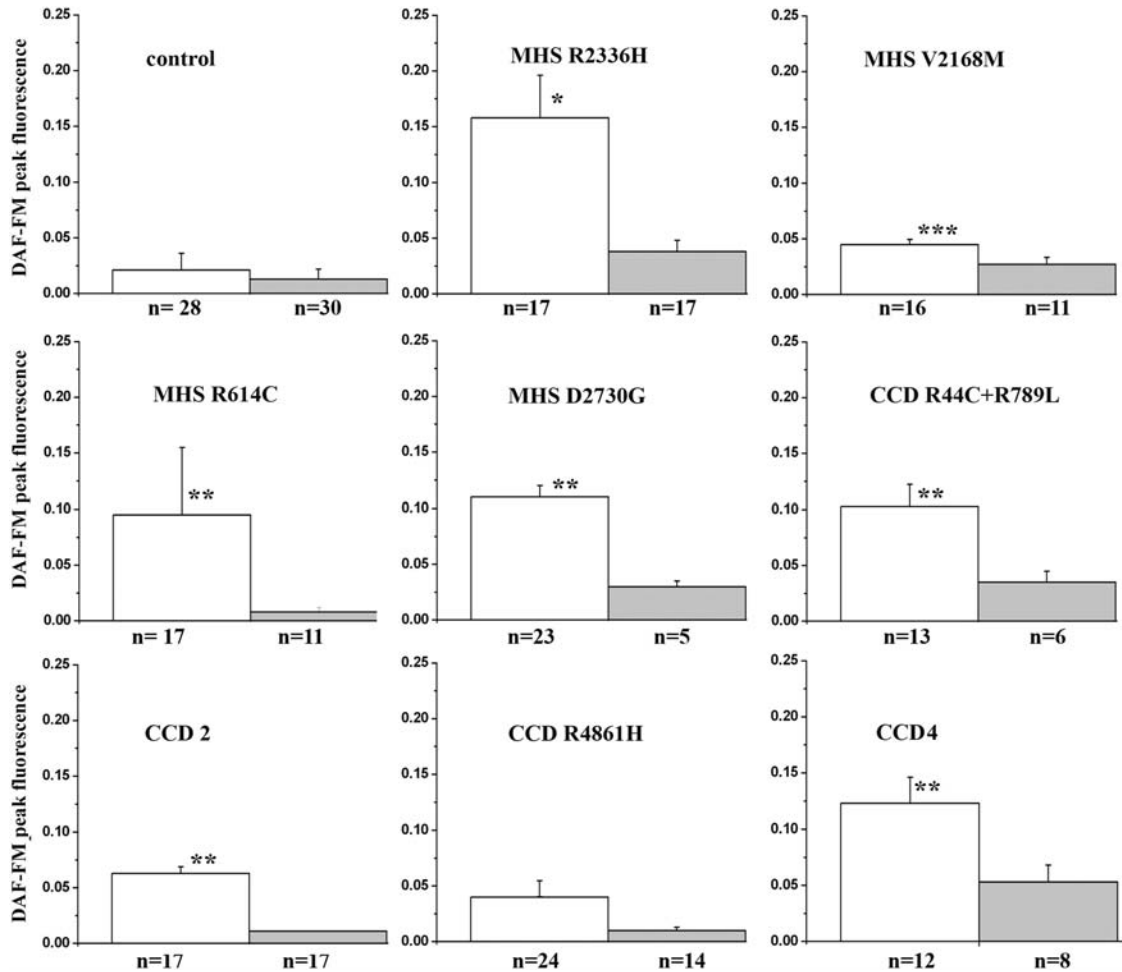 0.25
0.20
0.15
0.10
0.05
0.00
DAF-FM peak fluorescence
control
n= 28 n=30
0.25
0.20
0.15
0.10
0.05
0.00
MHS R2336H
*
n=17 n=17
0.25
0.20
0.15
0.10
0.05
0.00
MHS V2168M
***
n=16 n=11
0.25
0.20
0.15
0.10
0.05
0.00
DAF-FM peak fluorescence
MHS R614C
**
n= 17 n=11
0.25
0.20
0.15
0.10
0.05
0.00
MHS D2730G
**
n=23 n=5
0.25
0.20
0.15
0.10
0.05
0.00
CCD R44C+R789L
**
n=13 n=6
0.25
0.20
0.15
0.10
0.05
0.00
DAF-FM peak fluorescence
CCD 2
**
n=17 n=17
0.25
0.20
0.15
0.10
0.05
0.00
CCD R4861H
n=24 n=14
0.25
0.20
0.15
0.10
0.05
0.00
CCD4
**
n=12 n=8